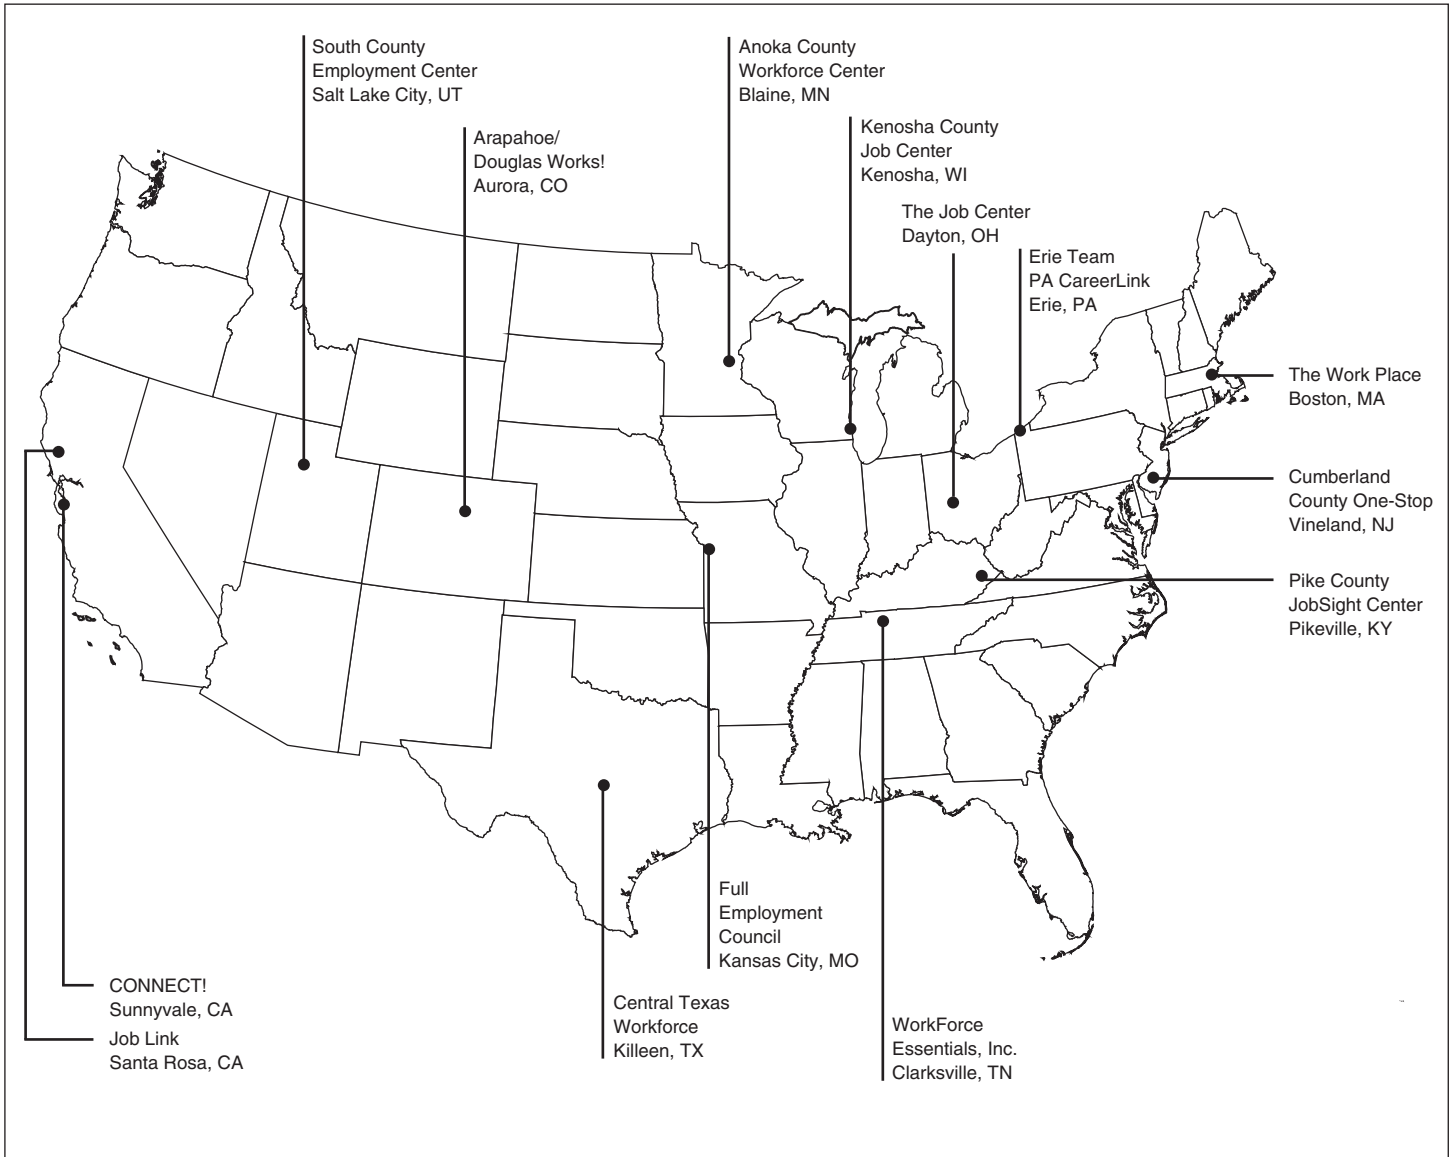 South County
Employment Center
Salt Lake City, UT
Anoka County
Workforce Center
Blaine, MN
Arapahoe/
Douglas Works!
Aurora, CO
Kenosha County
Job Center
Kenosha, WI
The Job Center
Dayton, OH
Erie Team
PA CareerLink
Erie, PA
The Work Place
Boston, MA
Cumberland
County One-Stop
Vineland, NJ
Pike County
JobSight Center
Pikeville, KY
Full
Employment
Council
Kansas City, MO
CONNECT!
Sunnyvale, CA
Job Link
Santa Rosa, CA
Central Texas
Workforce
Killeen, TX
WorkForce
Essentials, Inc.
Clarksville, TN